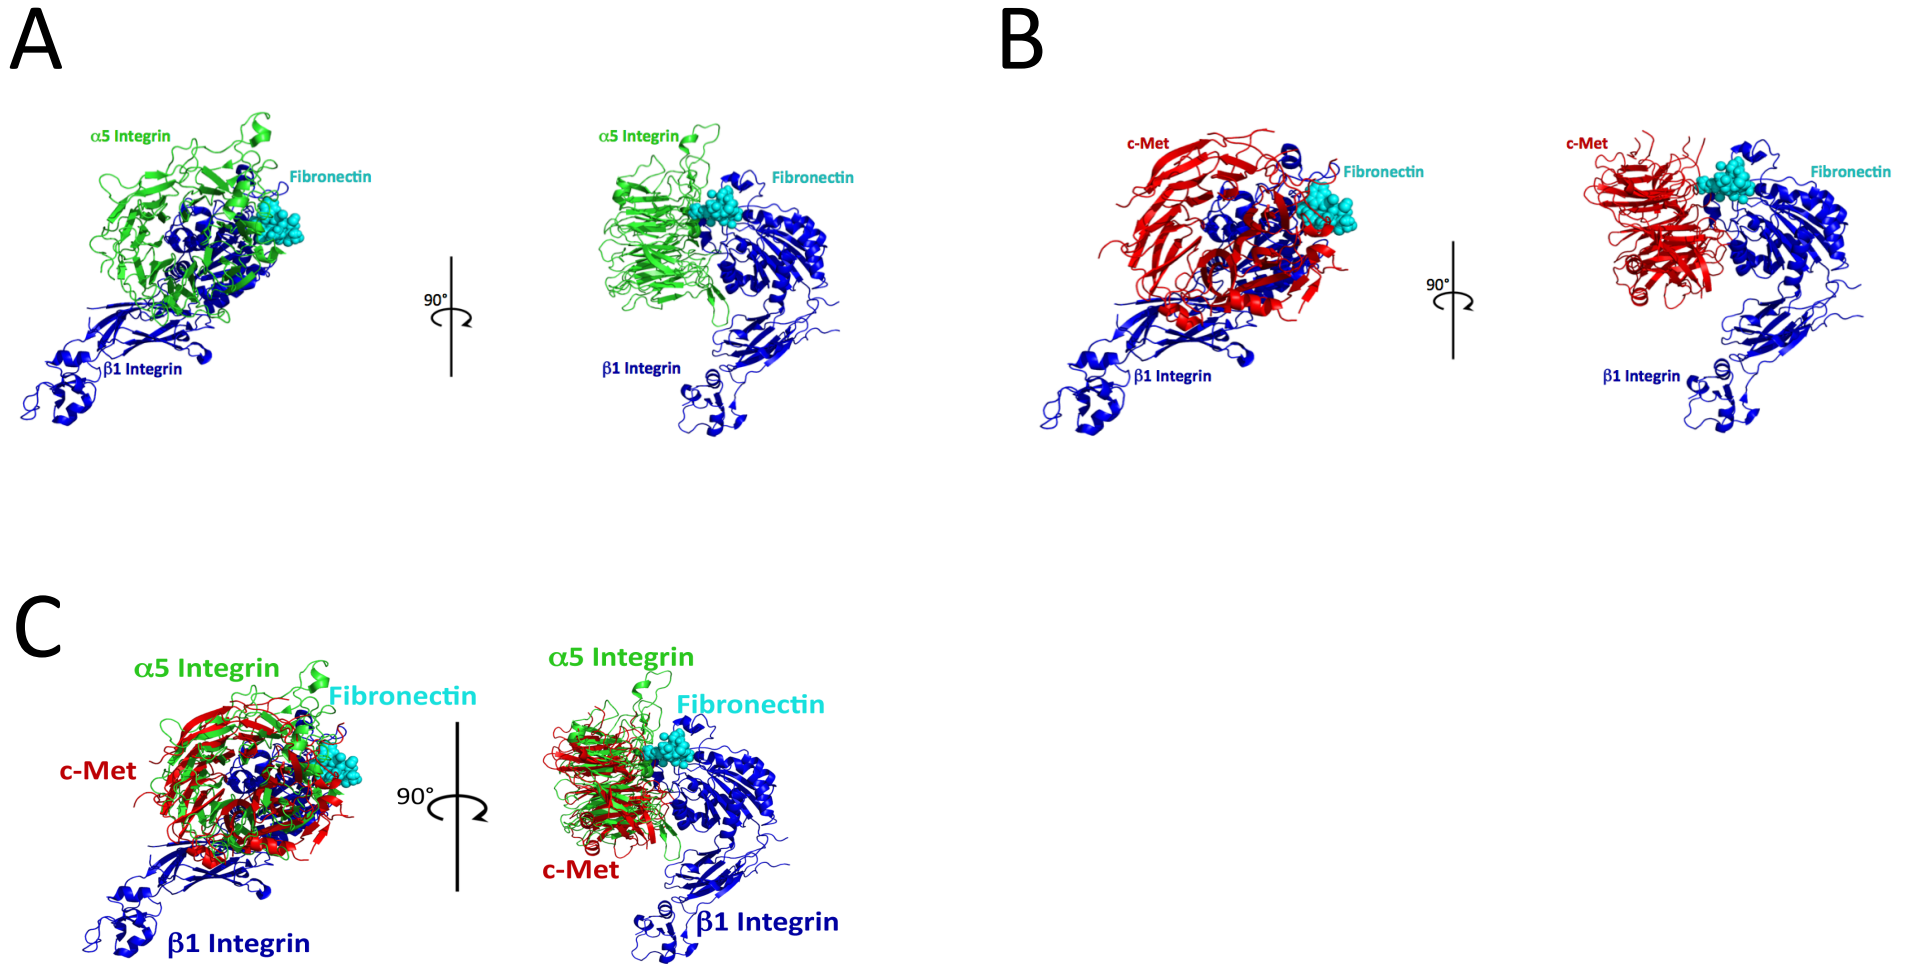 A
α5 Integrin
Fibronectin
90°
β1 Integrin
α5 Integrin
Fibronectin
β1 Integrin
B
c-Met
Fibronectin
90°
β1 Integrin
c-Met
Fibronectin
β1 Integrin
C
α5 Integrin
Fibronectin
c-Met
90°
β1 Integrin
α5 Integrin
Fibronectin
c-Met
β1 Integrin